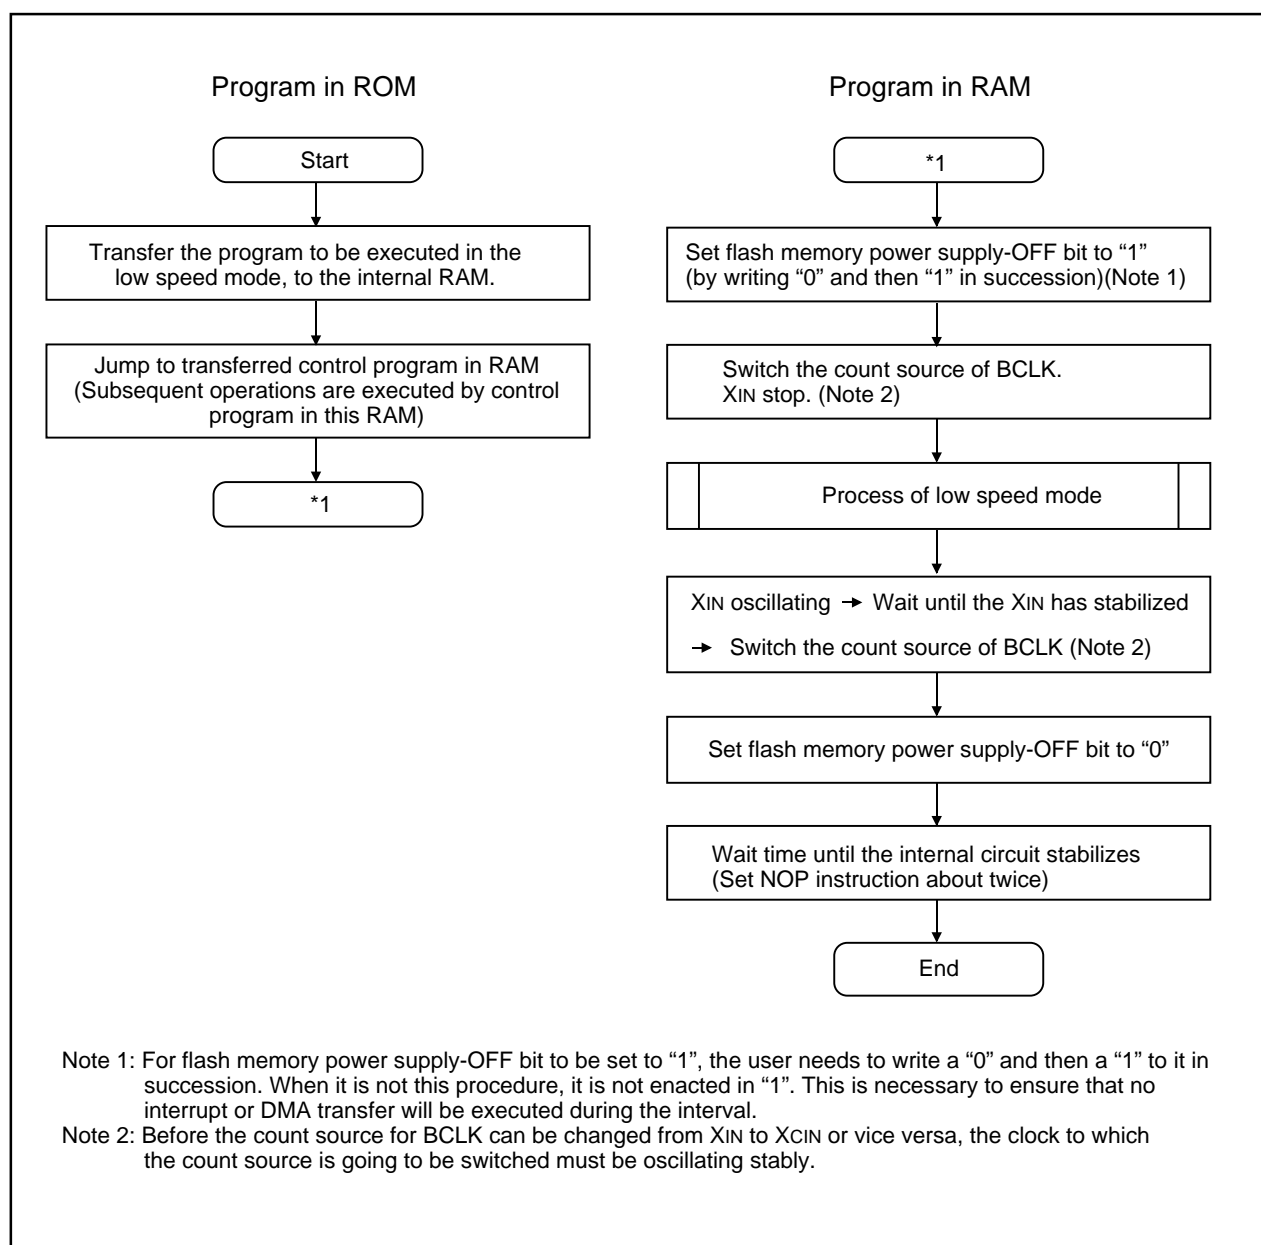 Program in ROM
Start
Transfer the program to be executed in the
low speed mode, to the internal RAM.
Jump to transferred control program in RAM
(Subsequent operations are executed by control
program in this RAM)
*1
Program in RAM
*1
Set flash memory power supply-OFF bit to “1”
(by writing “0” and then “1” in succession)(Note 1)
Switch the count source of BCLK.
XIN stop. (Note 2)
Process of low speed mode
XIN oscillating → Wait until the XIN has stabilized
→ Switch the count source of BCLK (Note 2)
Set flash memory power supply-OFF bit to “0”
Wait time until the internal circuit stabilizes
(Set NOP instruction about twice)
End
Note 1: For flash memory power supply-OFF bit to be set to “1”, the user needs to write a “0” and then a “1” to it in
succession. When it is not this procedure, it is not enacted in “1”. This is necessary to ensure that no
interrupt or DMA transfer will be executed during the interval.
Note 2: Before the count source for BCLK can be changed from XIN to XCIN or vice versa, the clock to which
the count source is going to be switched must be oscillating stably.